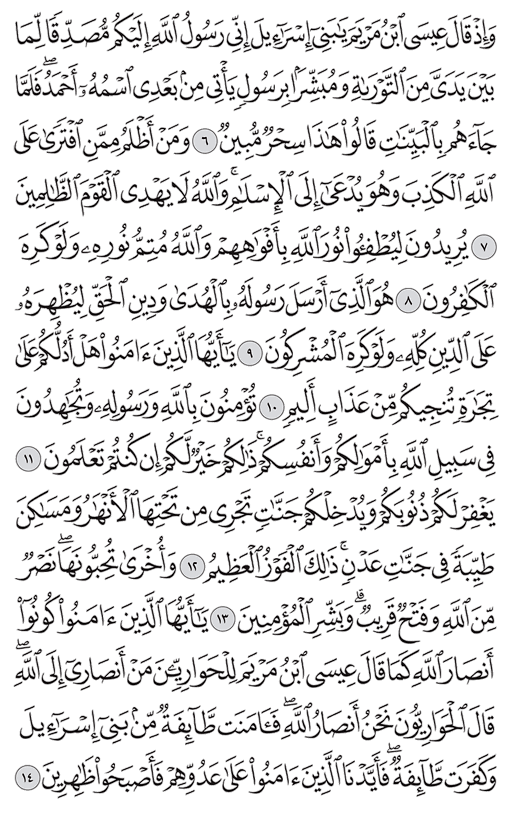 وَإِذۡ قَالَ عِيسَى ٱبۡنُ مَرۡيَمَ يَٰبَنِيٓ إِسۡرَٰٓءِيلَ إِنِّي رَسُولُ ٱللَّهِ إِلَيۡكُم مُّصَدِّقٗا لِّمَا
بَيۡنَ يَدَيَّ مِنَ ٱلتَّوۡرَىٰةِ وَمُبَشِّرَۢا بِرَسُولٖ يَأۡتِي مِنۢ بَعۡدِي ٱسۡمُهُۥٓ أَحۡمَدُۖ فَلَمَّا
جَآءَهُم بِٱلۡبَيِّنَٰتِ قَالُواْ هَٰذَا سِحۡرٞ مُّبِينٞ ٦ وَمَنۡ أَظۡلَمُ مِمَّنِ ٱفۡتَرَىٰ عَلَى
ٱللَّهِ ٱلۡكَذِبَ وَهُوَ يُدۡعَىٰٓ إِلَى ٱلۡإِسۡلَٰمِۚ وَٱللَّهُ لَا يَهۡدِي ٱلۡقَوۡمَ ٱلظَّٰلِمِينَ
٧ يُرِيدُونَ لِيُطۡفِـُٔواْ نُورَ ٱللَّهِ بِأَفۡوَٰهِهِمۡ وَٱللَّهُ مُتِمُّ نُورِهِۦ وَلَوۡ كَرِهَ
ٱلۡكَٰفِرُونَ ٨ هُوَ ٱلَّذِيٓ أَرۡسَلَ رَسُولَهُۥ بِٱلۡهُدَىٰ وَدِينِ ٱلۡحَقِّ لِيُظۡهِرَهُۥ
عَلَى ٱلدِّينِ كُلِّهِۦ وَلَوۡ كَرِهَ ٱلۡمُشۡرِكُونَ ٩ يَٰٓأَيُّهَا ٱلَّذِينَ ءَامَنُواْ هَلۡ أَدُلُّكُمۡ عَلَىٰ
تِجَٰرَةٖ تُنجِيكُم مِّنۡ عَذَابٍ أَلِيمٖ ١٠ تُؤۡمِنُونَ بِٱللَّهِ وَرَسُولِهِۦ وَتُجَٰهِدُونَ
فِي سَبِيلِ ٱللَّهِ بِأَمۡوَٰلِكُمۡ وَأَنفُسِكُمۡۚ ذَٰلِكُمۡ خَيۡرٞ لَّكُمۡ إِن كُنتُمۡ تَعۡلَمُونَ ١١
يَغۡفِرۡ لَكُمۡ ذُنُوبَكُمۡ وَيُدۡخِلۡكُمۡ جَنَّٰتٖ تَجۡرِي مِن تَحۡتِهَا ٱلۡأَنۡهَٰرُ وَمَسَٰكِنَ
طَيِّبَةٗ فِي جَنَّٰتِ عَدۡنٖۚ ذَٰلِكَ ٱلۡفَوۡزُ ٱلۡعَظِيمُ ١٢ وَأُخۡرَىٰ تُحِبُّونَهَاۖ نَصۡرٞ
مِّنَ ٱللَّهِ وَفَتۡحٞ قَرِيبٞۗ وَبَشِّرِ ٱلۡمُؤۡمِنِينَ ١٣ يَٰٓأَيُّهَا ٱلَّذِينَ ءَامَنُواْ كُونُوٓاْ
أَنصَارَ ٱللَّهِ كَمَا قَالَ عِيسَى ٱبۡنُ مَرۡيَمَ لِلۡحَوَارِيِّـۧنَ مَنۡ أَنصَارِيٓ إِلَى ٱللَّهِۖ
قَالَ ٱلۡحَوَارِيُّونَ نَحۡنُ أَنصَارُ ٱللَّهِۖ فَـَٔامَنَت طَّآئِفَةٞ مِّنۢ بَنِيٓ إِسۡرَٰٓءِيلَ
وَكَفَرَت طَّآئِفَةٞۖ فَأَيَّدۡنَا ٱلَّذِينَ ءَامَنُواْ عَلَىٰ عَدُوِّهِمۡ فَأَصۡبَحُواْ ظَٰهِرِينَ ١٤